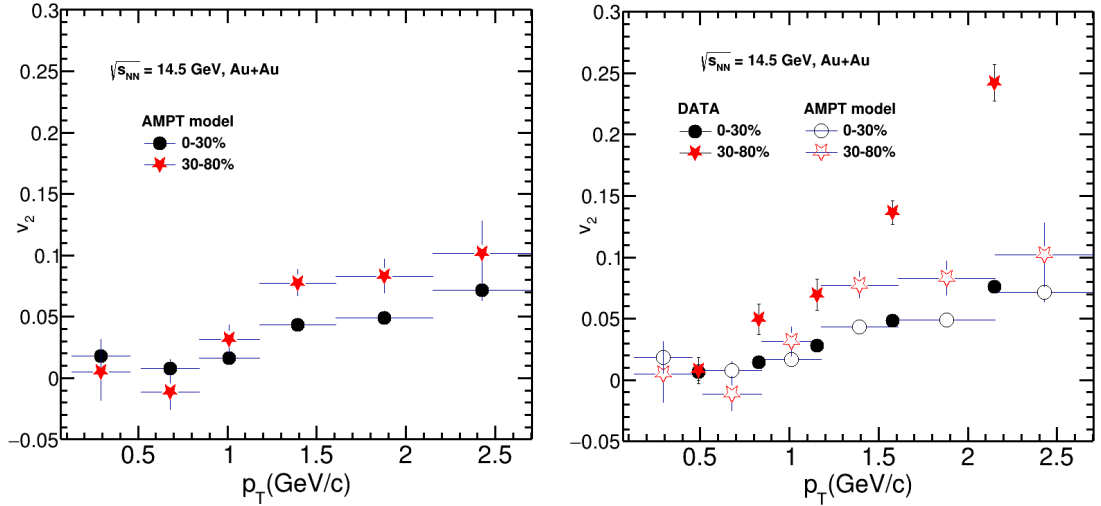 0.3
0.25
0.2
0.15
0.1
0.05
0
−0.05
v₂
√sNN = 14.5 GeV, Au+Au
AMPT model
0-30%
30-80%
0.5 1 1.5 2 2.5
pT(GeV/c)
0.3
0.25
0.2
0.15
0.1
0.05
0
−0.05
v₂
√sNN = 14.5 GeV, Au+Au
DATA AMPT model
0-30% 0-30%
30-80% 30-80%
0.5 1 1.5 2 2.5
pT(GeV/c)